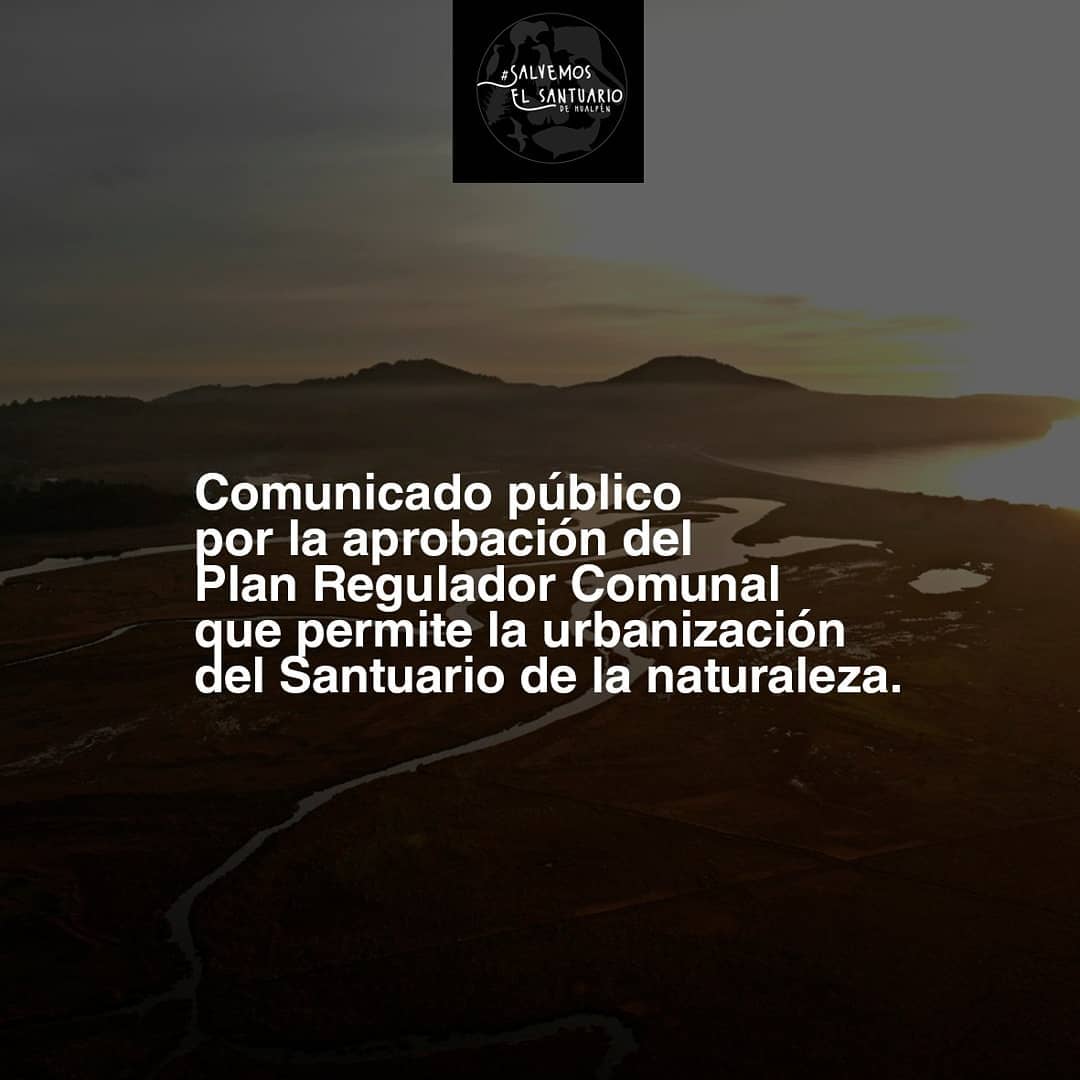 #SALVEMOS
EL SANTUARIO
DE HUALPÉN
Comunicado público
por la aprobación del
Plan Regulador Comunal
que permite la urbanización
del Santuario de la naturaleza.